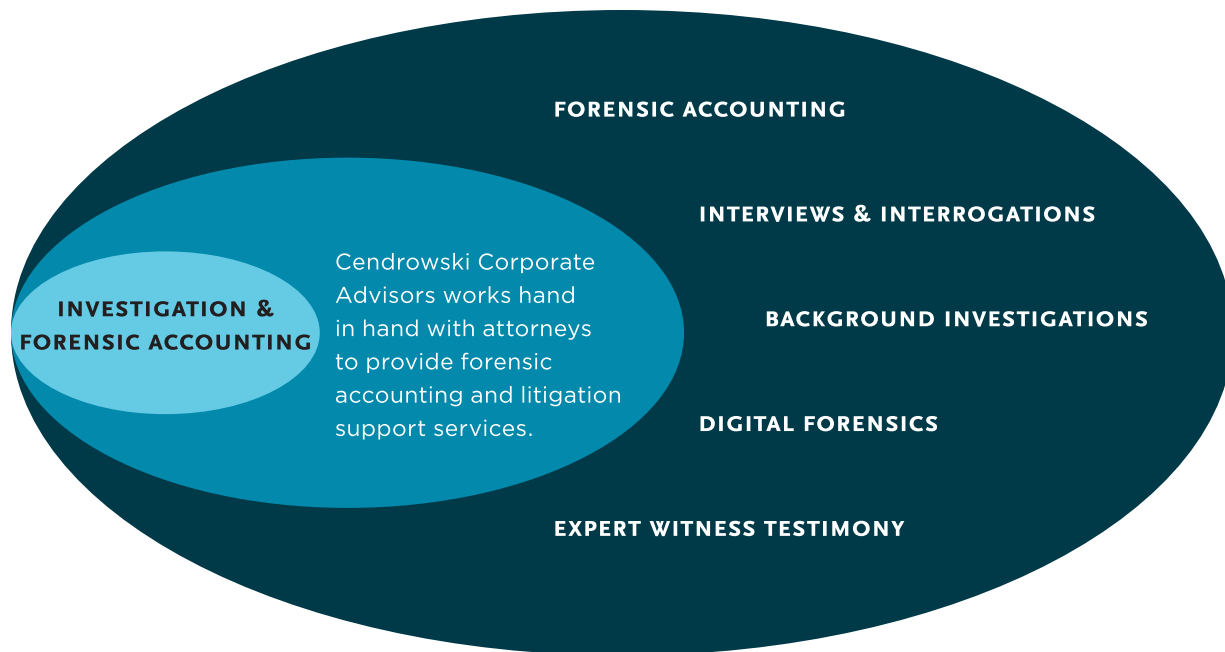 FORENSIC ACCOUNTING
INTERVIEWS & INTERROGATIONS
INVESTIGATION &
FORENSIC ACCOUNTING
Cendrowski Corporate
Advisors works hand
in hand with attorneys
to provide forensic
accounting and litigation
support services.
BACKGROUND INVESTIGATIONS
DIGITAL FORENSICS
EXPERT WITNESS TESTIMONY